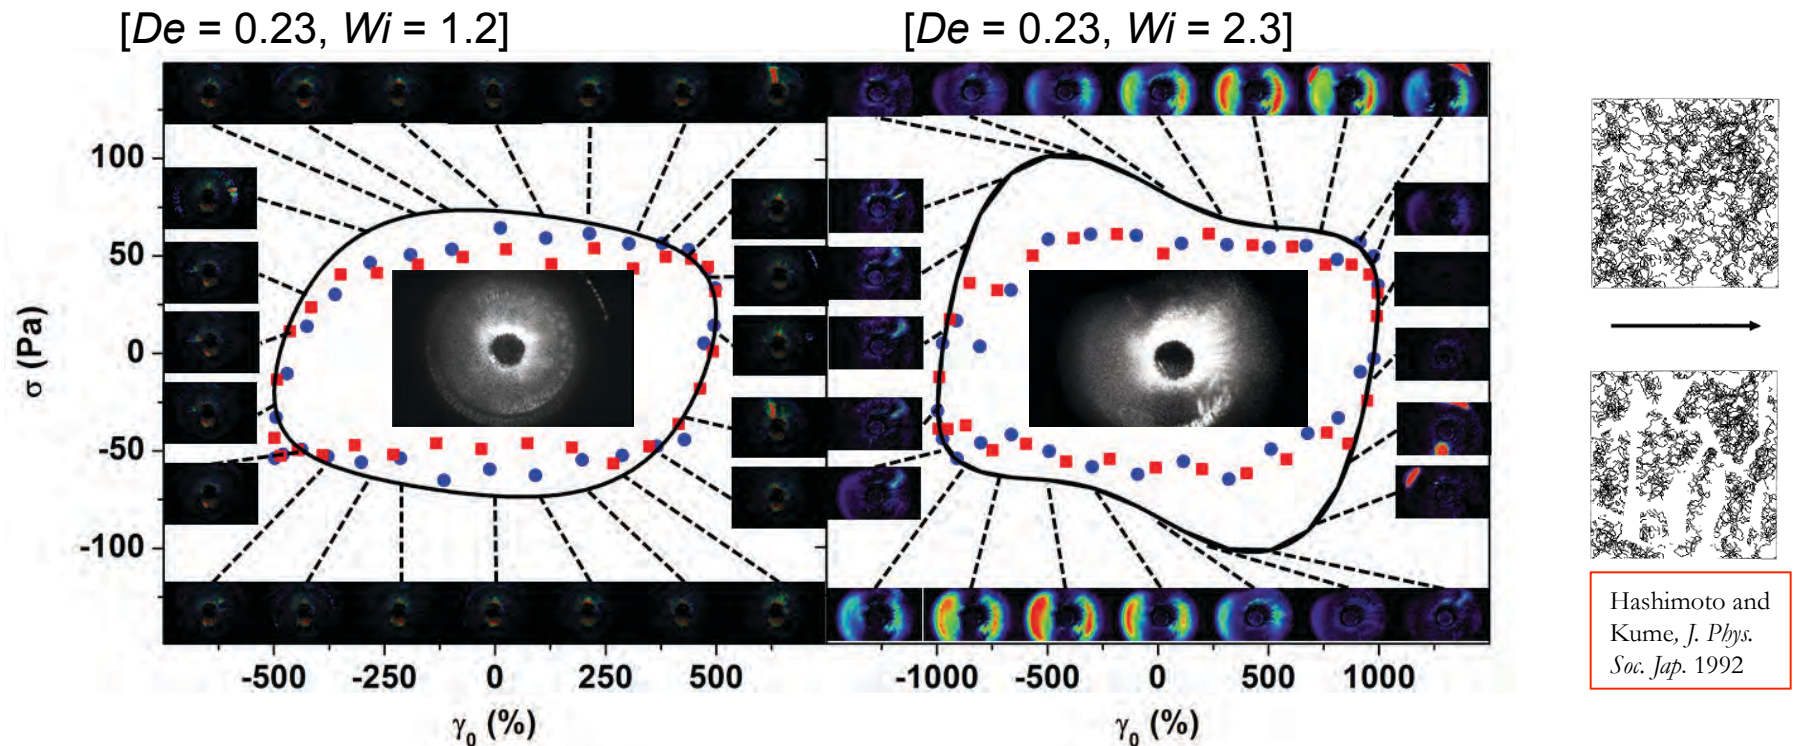 [De = 0.23, Wi = 1.2]
[De = 0.23, Wi = 2.3]
100
50
0
-50
-100
σ (Pa)
-500
-250
0
250
500
-1000
-500
0
500
1000
γ₀ (%)
γ₀ (%)
Hashimoto and
Kume, J. Phys.
Soc. Jap. 1992